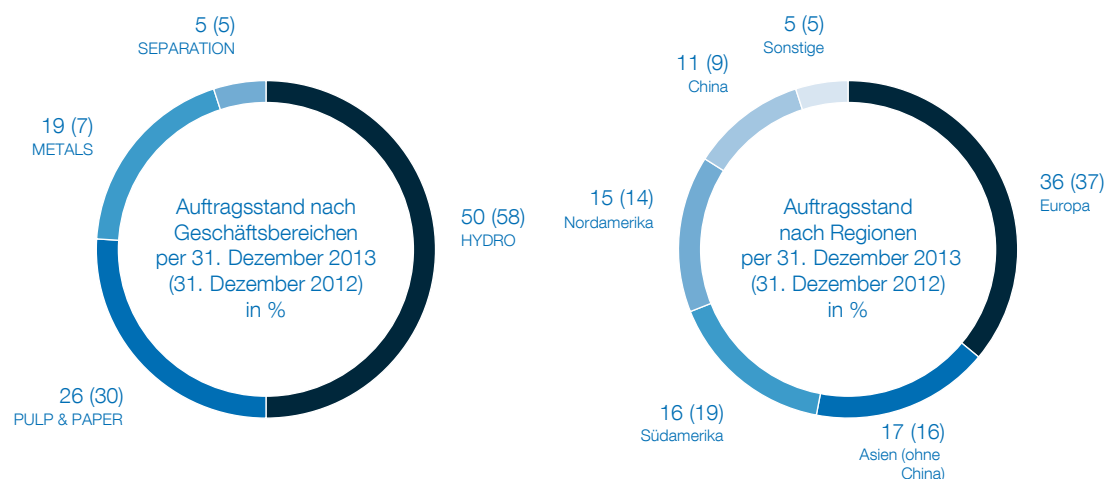 5 (5)
SEPARATION
19 (7)
METALS
Auftragsstand nach
Geschäftsbereichen
per 31. Dezember 2013
(31. Dezember 2012)
in %
50 (58)
HYDRO
26 (30)
PULP & PAPER
5 (5)
Sonstige
11 (9)
China
15 (14)
Nordamerika
Auftragsstand
nach Regionen
per 31. Dezember 2013
(31. Dezember 2012)
in %
36 (37)
Europa
16 (19)
Südamerika
17 (16)
Asien (ohne
China)